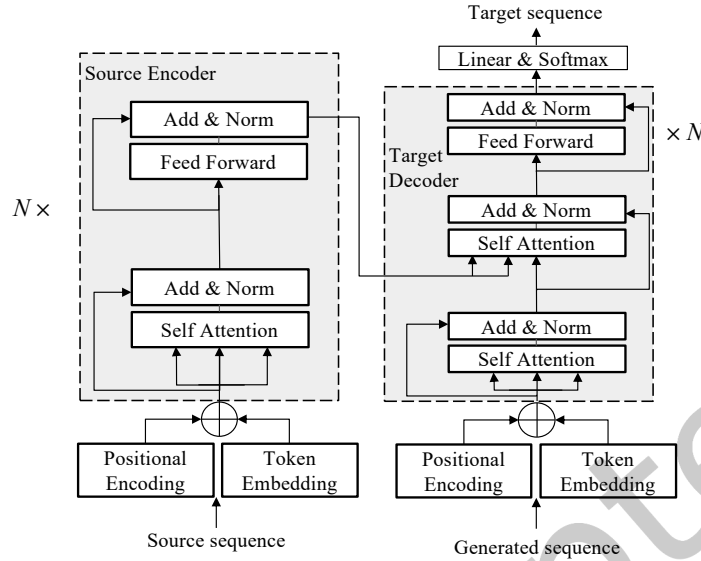 Target sequence
Linear & Softmax
Source Encoder
Add & Norm
Feed Forward
N ×
Add & Norm
Self Attention
Positional
Encoding
Token
Embedding
Source sequence
Add & Norm
Feed Forward
× N
Target
Decoder
Add & Norm
Self Attention
Add & Norm
Self Attention
Positional
Encoding
Token
Embedding
Generated sequence